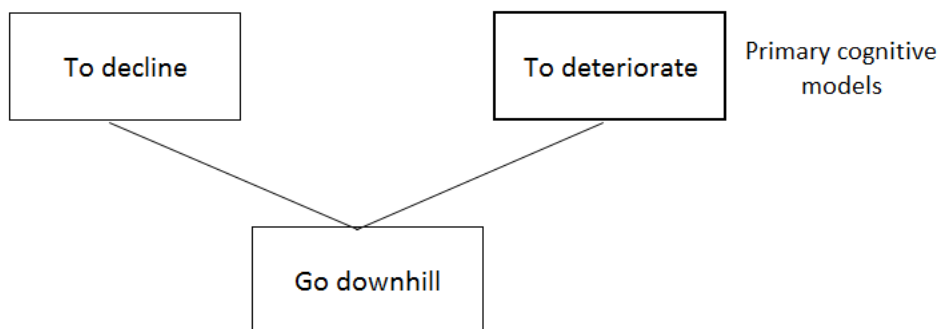 To decline
To deteriorate
Primary cognitive
models
Go downhill